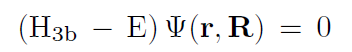 (H₃b − E) Ψ(r, R) = 0